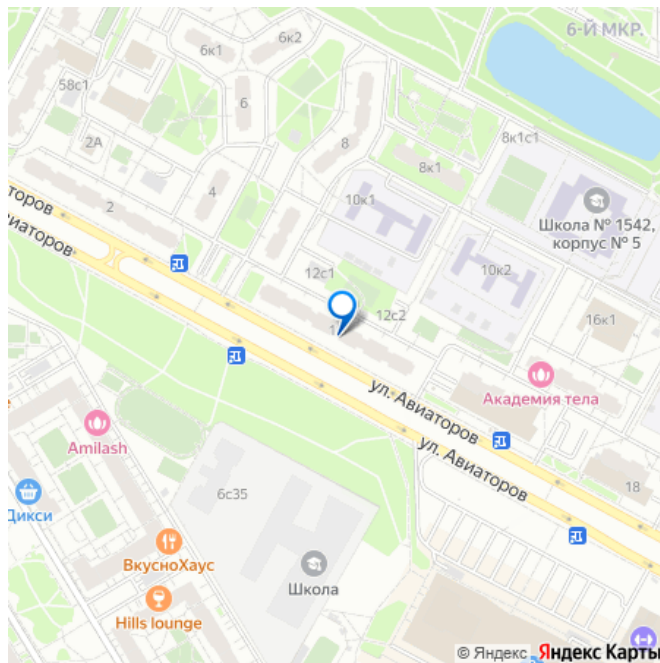 6-Й МКР.
6к2
6к1
58с1
6
2А
8
8к1с1
8к1
4
10к1
2
Школа № 1542,
корпус № 5
ул. Авиаторов
10к2
12с1
12с2
16к1
Академия тела
ул. Авиаторов
ул. Авиаторов
Amilash
18
6с35
Дикси
ВкусноХаус
Школа
Hills lounge
© Яндекс Яндекс Карты